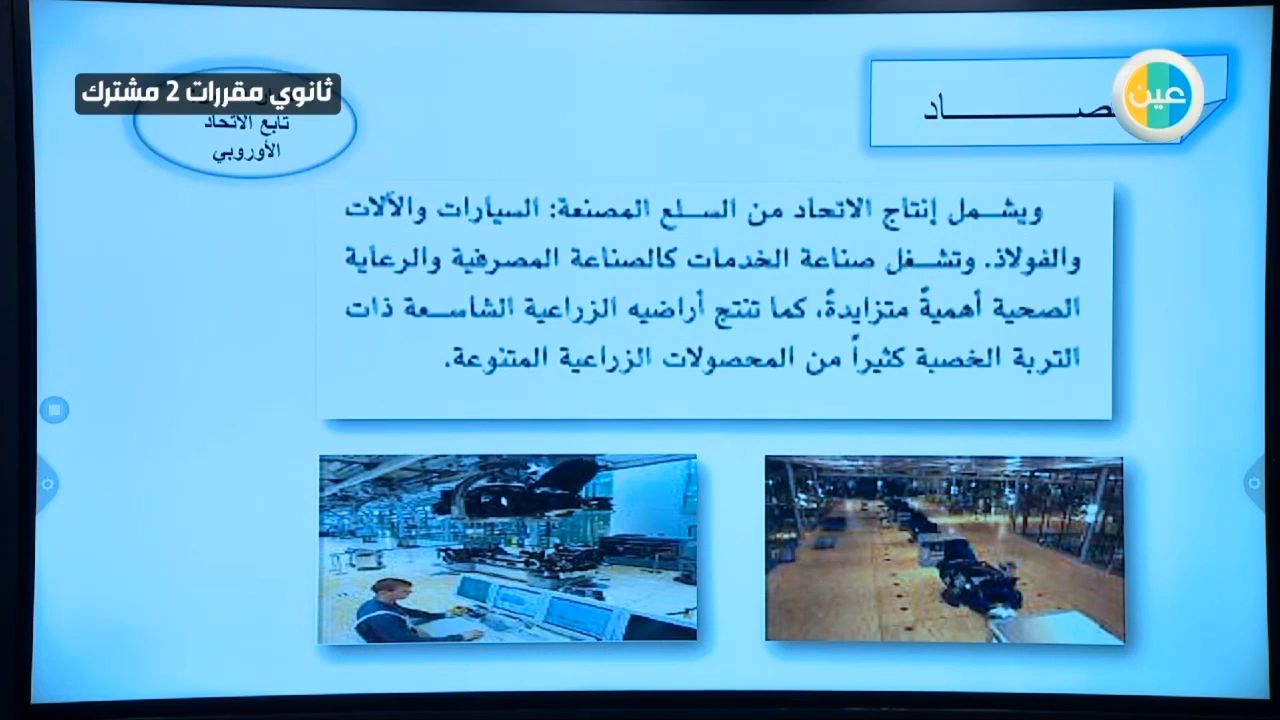 عين
ثانوي مقررات 2 مشترك
تابع الاتحاد
الأوروبي
ويشمل إنتاج الاتحاد من السلع المصنعة: السيارات والآلات
والفولاذ. وتشغل صناعة الخدمات كالصناعة المصرفية والرعاية
الصحية أهميةً متزايدةً، كما تنتج أراضيه الزراعية الشاسعة ذات
التربة الخصبة كثيراً من المحصولات الزراعية المتنوعة.